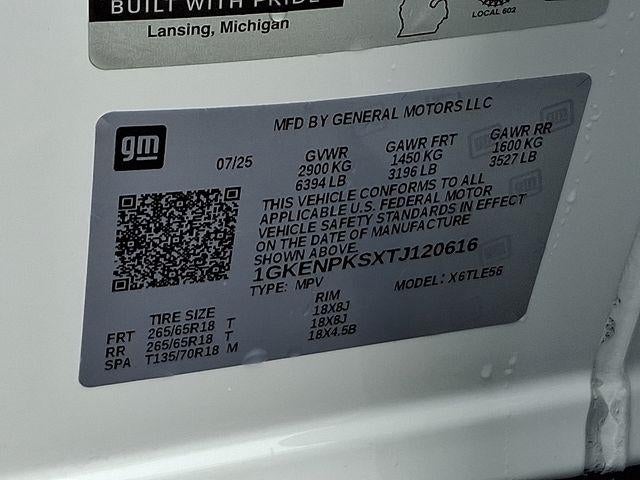 BUILT WITH PRIDE
Lansing, Michigan
LOCAL 602
gm
MFD BY GENERAL MOTORS LLC
07/25
GVWR
2900 KG
6394 LB
GAWR FRT
1450 KG
3196 LB
GAWR RR
1600 KG
3527 LB
THIS VEHICLE CONFORMS TO ALL
APPLICABLE U.S. FEDERAL MOTOR
VEHICLE SAFETY STANDARDS IN EFFECT
ON THE DATE OF MANUFACTURE
SHOWN ABOVE.
1GKENPKSXTJ120616
TYPE: MPV
MODEL: X6TLE56
TIRE SIZE RIM
FRT 265/65R18 T 18X8J
RR 265/65R18 T 18X8J
SPA T135/70R18 M 18X4.5B